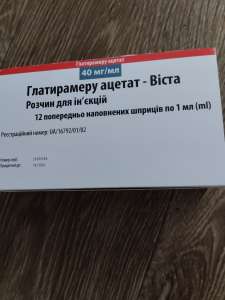 Глатирамеру ацетат
40 мг/мл
Глатирамеру ацетат - Віста
Розчин для ін'єкцій
12 попередньо наповнених шприців по 1 мл (ml)
Реєстраційний номер: UA/16792/01/02